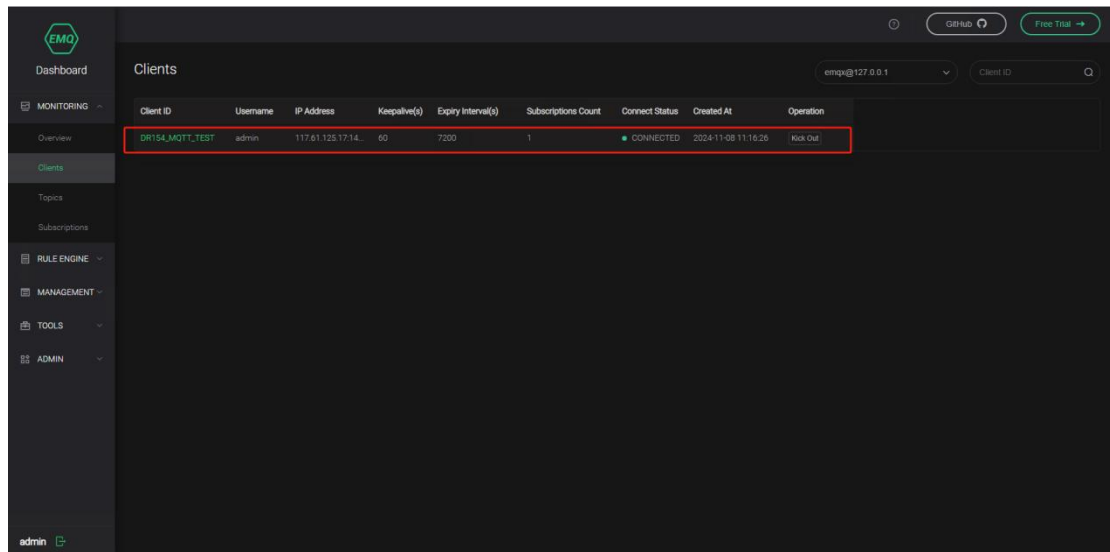 EMQ
Dashboard
MONITORING
Overview
Clients
Topics
Subscriptions
RULE ENGINE
MANAGEMENT
TOOLS
ADMIN
admin
GitHub
Free Trial →
Clients
emqx@127.0.0.1
Client ID
Client ID Username IP Address Keepalive(s) Expiry Interval(s) Subscriptions Count Connect Status Created At Operation
DR154_MQTT_TEST admin 117.61.125.17:14... 60 7200 1 CONNECTED 2024-11-08 11:16:26 Kick Out